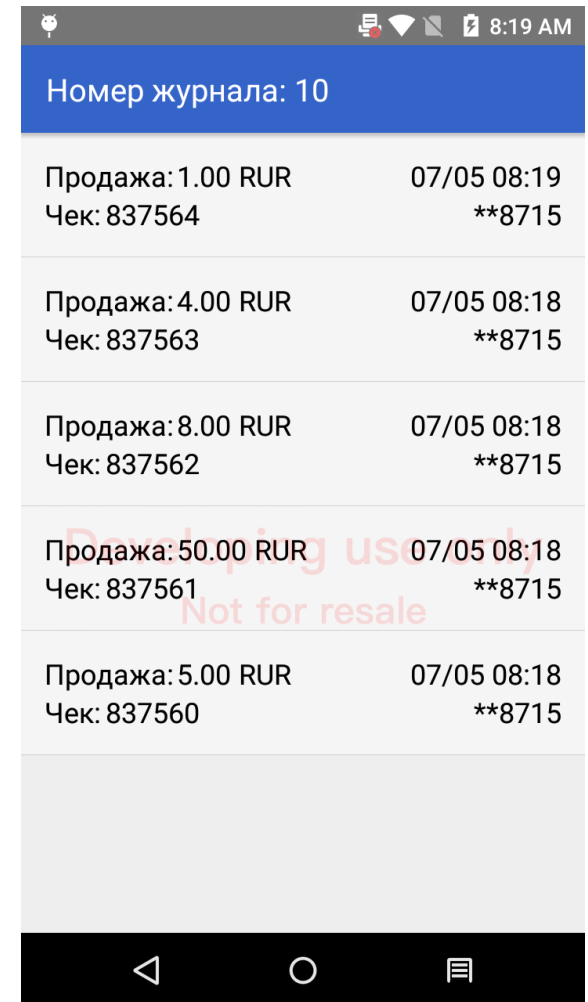 8:19 AM
Номер журнала: 10
Продажа: 1.00 RUR 07/05 08:19
Чек: 837564 **8715
Продажа: 4.00 RUR 07/05 08:18
Чек: 837563 **8715
Продажа: 8.00 RUR 07/05 08:18
Чек: 837562 **8715
Developing use only
Продажа: 50.00 RUR 07/05 08:18
Чек: 837561 **8715
Not for resale
Продажа: 5.00 RUR 07/05 08:18
Чек: 837560 **8715